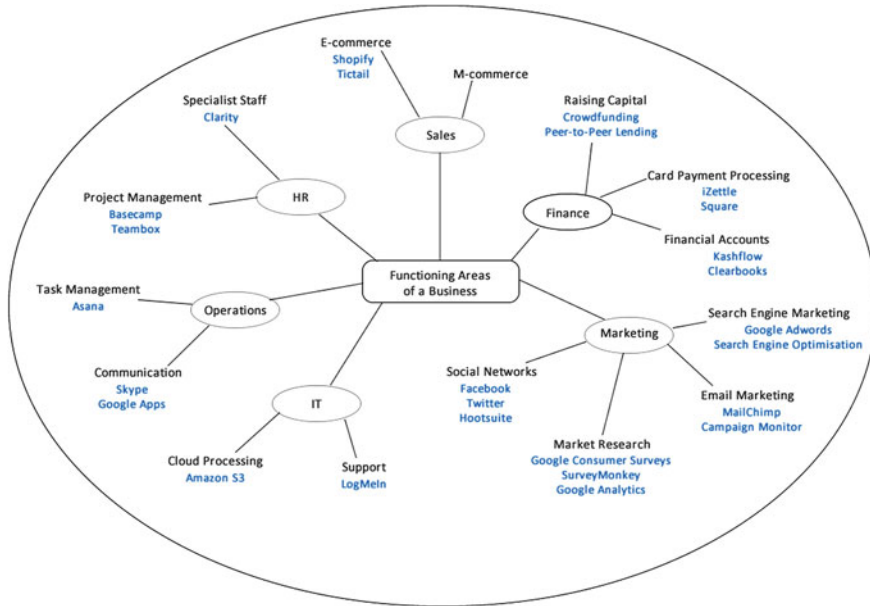 E-commerce
Shopify
Tictail
M-commerce
Sales
Specialist Staff
Clarity
HR
Project Management
Basecamp
Teambox
Raising Capital
Crowdfunding
Peer-to-Peer Lending
Card Payment Processing
iZettle
Square
Finance
Financial Accounts
Kashflow
Clearbooks
Functioning Areas
of a Business
Task Management
Asana
Operations
Communication
Skype
Google Apps
IT
Cloud Processing
Amazon S3
Support
LogMeIn
Marketing
Search Engine Marketing
Google Adwords
Search Engine Optimisation
Social Networks
Facebook
Twitter
Hootsuite
Email Marketing
MailChimp
Campaign Monitor
Market Research
Google Consumer Surveys
SurveyMonkey
Google Analytics